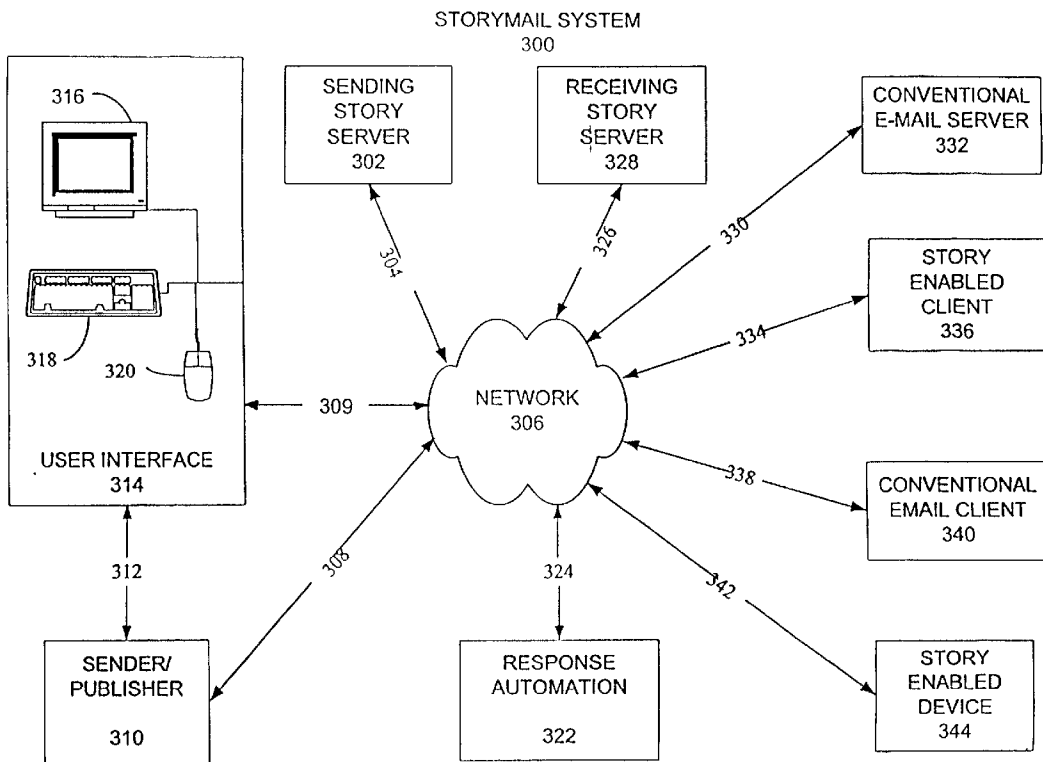 STORYMAIL SYSTEM
300
316
318
320
USER INTERFACE
314
SENDING
STORY
SERVER
302
RECEIVING
STORY
SERVER
328
CONVENTIONAL
E-MAIL SERVER
332
304
326
330
STORY
ENABLED
CLIENT
336
334
309
NETWORK
306
338
CONVENTIONAL
EMAIL CLIENT
340
312
308
324
342
SENDER/
PUBLISHER
310
RESPONSE
AUTOMATION
322
STORY
ENABLED
DEVICE
344